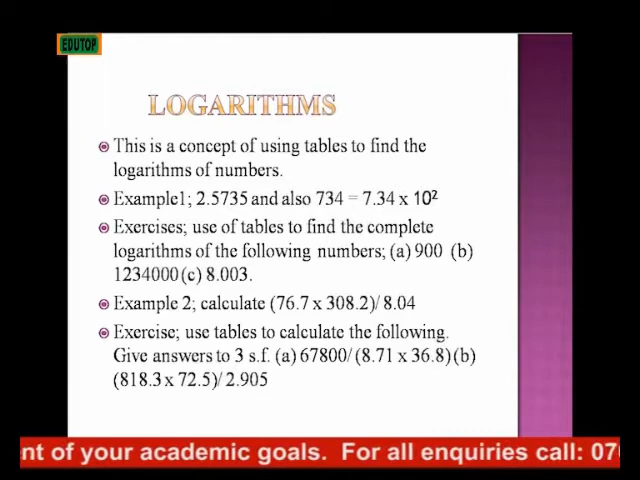 EDUTOP
LOGARITHMS
This is a concept of using tables to find the
logarithms of numbers.
Example1; 2.5735 and also 734 = 7.34 x 10²
Exercises; use of tables to find the complete
logarithms of the following numbers; (a) 900 (b)
1234000 (c) 8.003.
Example 2; calculate (76.7 x 308.2)/ 8.04
Exercise; use tables to calculate the following.
Give answers to 3 s.f. (a) 67800/ (8.71 x 36.8) (b)
(818.3 x 72.5)/ 2.905
of your academic goals. For all enquiries call: